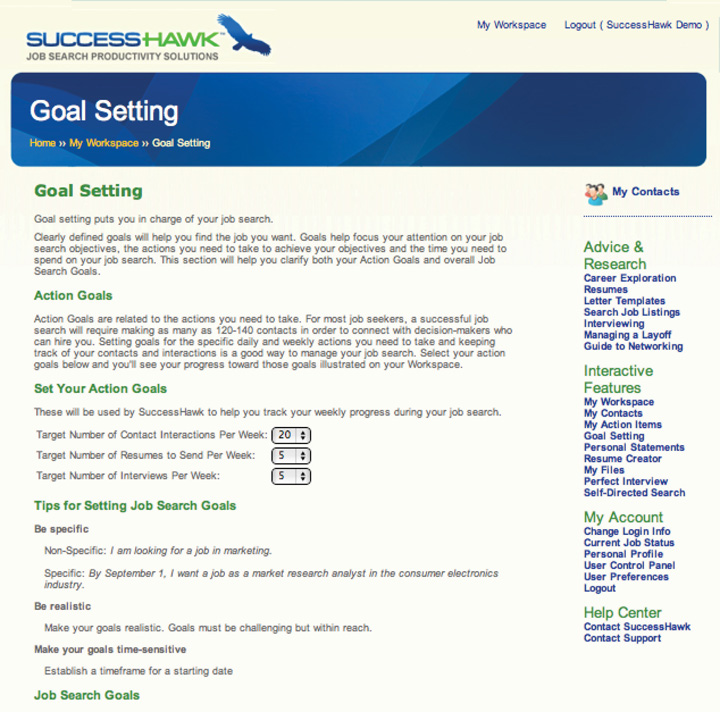 My Workspace Logout ( SuccessHawk Demo )
SUCCESSHAWK™
JOB SEARCH PRODUCTIVITY SOLUTIONS
Goal Setting
Home ›› My Workspace ›› Goal Setting
Goal Setting
Goal setting puts you in charge of your job search.
Clearly defined goals will help you find the job you want. Goals help focus your attention on your job
search objectives, the actions you need to take to achieve your objectives and the time you need to
spend on your job search. This section will help you clarify both your Action Goals and overall Job
Search Goals.
Action Goals
Action Goals are related to the actions you need to take. For most job seekers, a successful job
search will require making as many as 120-140 contacts in order to connect with decision-makers who
can hire you. Setting goals for the specific daily and weekly actions you need to take and keeping
track of your contacts and interactions is a good way to manage your job search. Select your action
goals below and you'll see your progress toward those goals illustrated on your Workspace.
Set Your Action Goals
These will be used by SuccessHawk to help you track your weekly progress during your job search.
Target Number of Contact Interactions Per Week: 20
Target Number of Resumes to Send Per Week: 5
Target Number of Interviews Per Week: 5
Tips for Setting Job Search Goals
Be specific
Non-Specific: I am looking for a job in marketing.
Specific: By September 1, I want a job as a market research analyst in the consumer electronics
industry.
Be realistic
Make your goals realistic. Goals must be challenging but within reach.
Make your goals time-sensitive
Establish a timeframe for a starting date
Job Search Goals
My Contacts
Advice &
Research
Career Exploration
Resumes
Letter Templates
Search Job Listings
Interviewing
Managing a Layoff
Guide to Networking
Interactive
Features
My Workspace
My Contacts
My Action Items
Goal Setting
Personal Statements
Resume Creator
My Files
Perfect Interview
Self-Directed Search
My Account
Change Login Info
Current Job Status
Personal Profile
User Control Panel
User Preferences
Logout
Help Center
Contact SuccessHawk
Contact Support